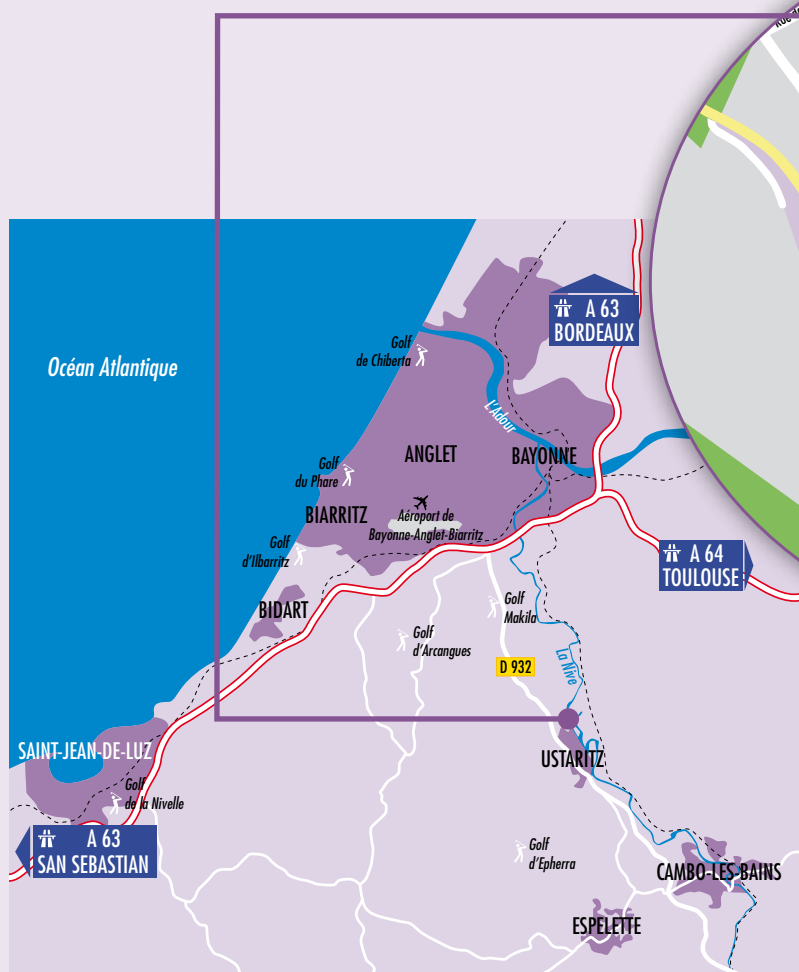 A 63
BORDEAUX
Océan Atlantique
Golf
de Chiberta
L'Adour
ANGLET
BAYONNE
Golf
du Phare
BIARRITZ
Aéroport de
Bayonne-Anglet-Biarritz
Golf
d'Ilbarritz
A 64
TOULOUSE
BIDART
Golf
Makila
Golf
d'Arcangues
D 932
La Nive
SAINT-JEAN-DE-LUZ
USTARITZ
Golf
de la Nivelle
A 63
SAN SEBASTIAN
Golf
d'Epherra
CAMBO-LES-BAINS
ESPELETTE